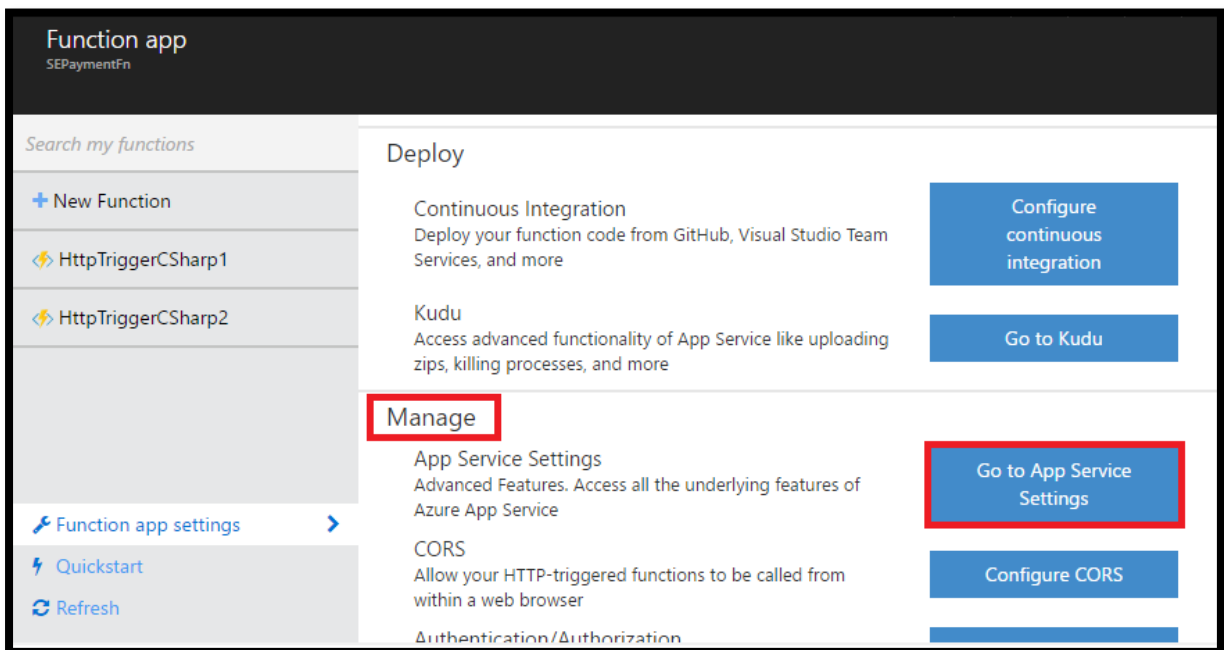 Function app
SEPaymentFn
Search my functions
New Function
HttpTriggerCSharp1
HttpTriggerCSharp2
Function app settings
Quickstart
Refresh
Deploy
Continuous Integration
Deploy your function code from GitHub, Visual Studio Team
Services, and more
Configure
continuous
integration
Kudu
Access advanced functionality of App Service like uploading
zips, killing processes, and more
Go to Kudu
Manage
App Service Settings
Advanced Features. Access all the underlying features of
Azure App Service
Go to App Service
Settings
CORS
Allow your HTTP-triggered functions to be called from
within a web browser
Configure CORS
Authentication/Authorization